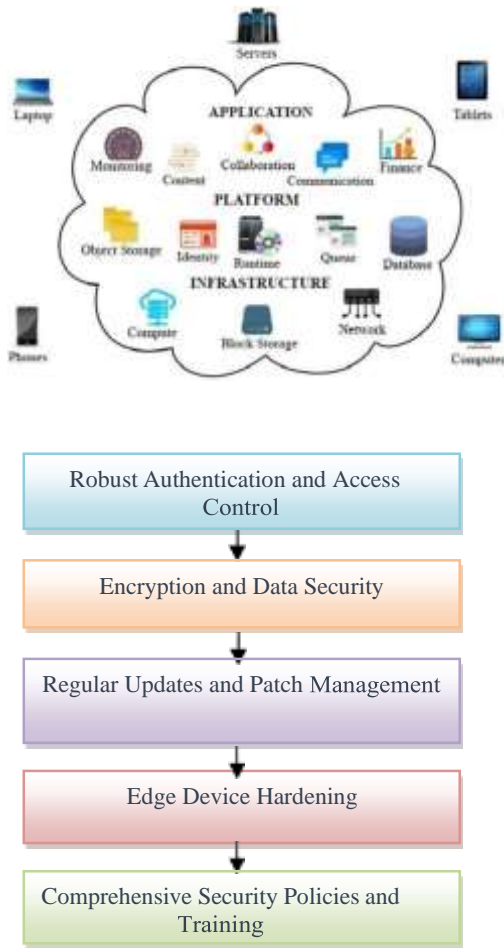 Servers
Laptop
Tablets
APPLICATION
Monitoring
Content
Collaboration
Communication
Finance
PLATFORM
Object Storage
Identity
Runtime
Queue
Database
INFRASTRUCTURE
Compute
Block Storage
Network
Phones
Computer
Robust Authentication and Access
Control
Encryption and Data Security
Regular Updates and Patch Management
Edge Device Hardening
Comprehensive Security Policies and
Training